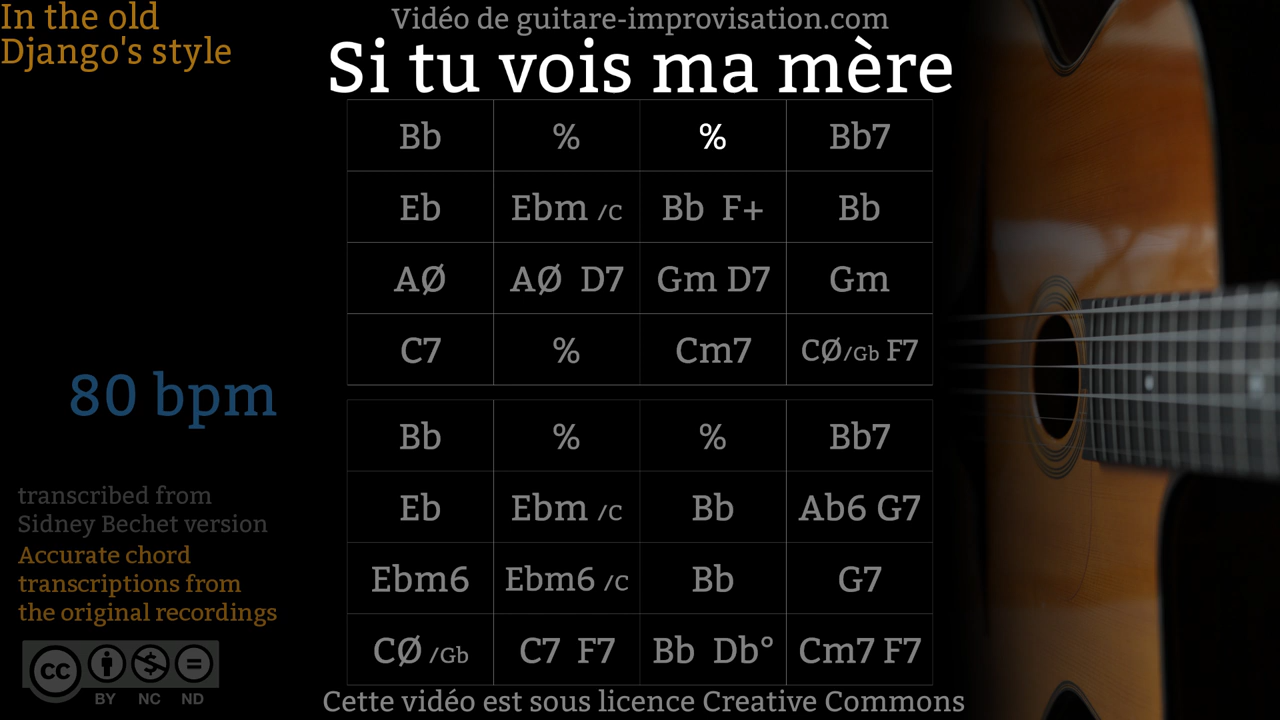 In the old
Django's style
Vidéo de guitare-improvisation.com
Si tu vois ma mère
Bb % % Bb7
Eb Ebm /C Bb F+ Bb
AØ AØ D7 Gm D7 Gm
C7 % Cm7 CØ/Gb F7
Bb % % Bb7
Eb Ebm /C Bb Ab6 G7
Ebm6 Ebm6 /C Bb G7
CØ /Gb C7 F7 Bb Db° Cm7 F7
80 bpm
transcribed from
Sidney Bechet version
Accurate chord
transcriptions from
the original recordings
cc
BY NC ND
Cette vidéo est sous licence Creative Commons